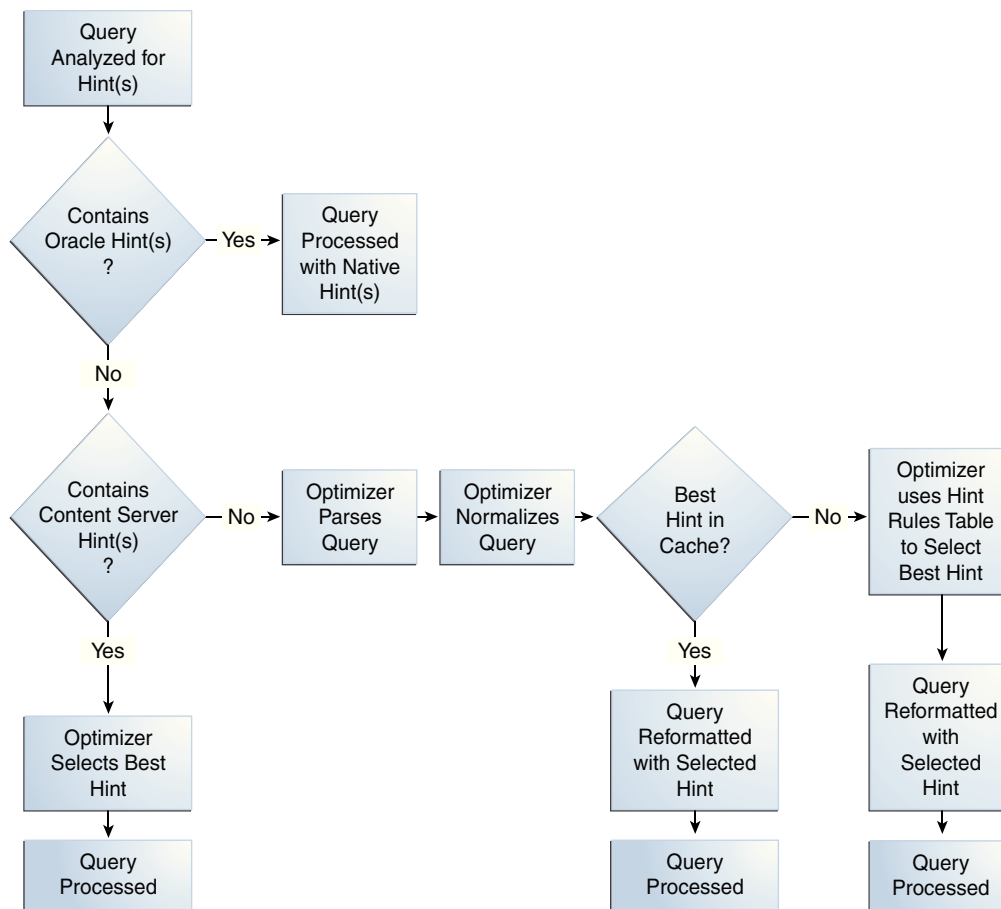 Query
Analyzed for
Hint(s)
Contains
Oracle Hint(s)
?
Yes
Query
Processed
with Native
Hint(s)
No
Contains
Content Server
Hint(s)
?
No
Optimizer
Parses
Query
Optimizer
Normalizes
Query
Best
Hint in
Cache?
No
Optimizer
uses Hint
Rules Table
to Select
Best Hint
Yes
Optimizer
Selects Best
Hint
Query
Processed
Yes
Query
Reformatted
with Selected
Hint
Query
Processed
Query
Reformatted
with
Selected
Hint
Query
Processed